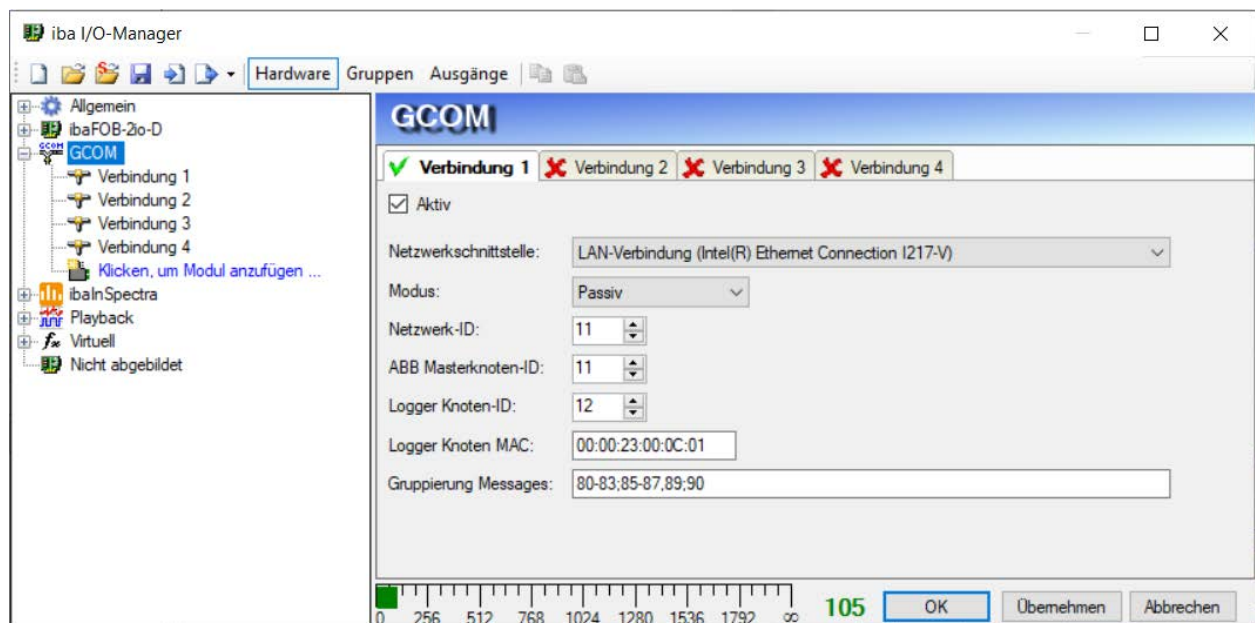 iba I/O-Manager
Hardware Gruppen Ausgänge
Allgemein
ibaFOB-2io-D
GCOM
Verbindung 1
Verbindung 2
Verbindung 3
Verbindung 4
Klicken, um Modul anzufügen ...
ibaInSpectra
Playback
Virtuell
Nicht abgebildet
GCOM
Verbindung 1 Verbindung 2 Verbindung 3 Verbindung 4
Aktiv
Netzwerkschnittstelle: LAN-Verbindung (Intel(R) Ethernet Connection I217-V)
Modus: Passiv
Netzwerk-ID: 11
ABB Masterknoten-ID: 11
Logger Knoten-ID: 12
Logger Knoten MAC: 00:00:23:00:0C:01
Gruppierung Messages: 80-83;85-87,89;90
0 256 512 768 1024 1280 1536 1792 ∞ 105 OK Übernehmen Abbrechen